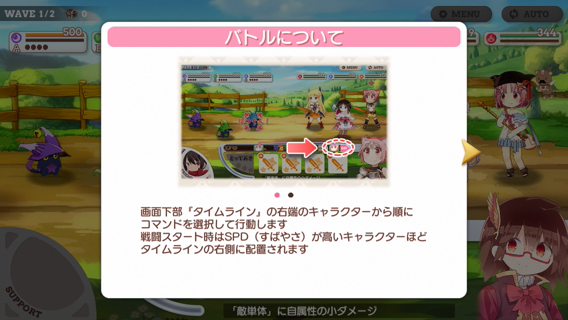 WAVE 1/2
0
MENU
AUTO
500
344
バトルについて
画面下部「タイムライン」の右端のキャラクターから順に
コマンドを選択して行動します
戦闘スタート時はSPD（すばやさ）が高いキャラクターほど
タイムラインの右側に配置されます
SUPPORT
「敵単体」に自属性の小ダメージ